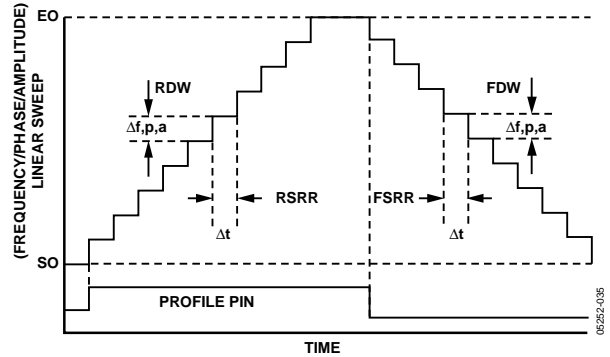 EO
RDW
FDW
Δf,p,a
Δf,p,a
(FREQUENCY/PHASE/AMPLITUDE)
LINEAR SWEEP
RSRR
FSRR
Δt
Δt
SO
PROFILE PIN
TIME
05252-035